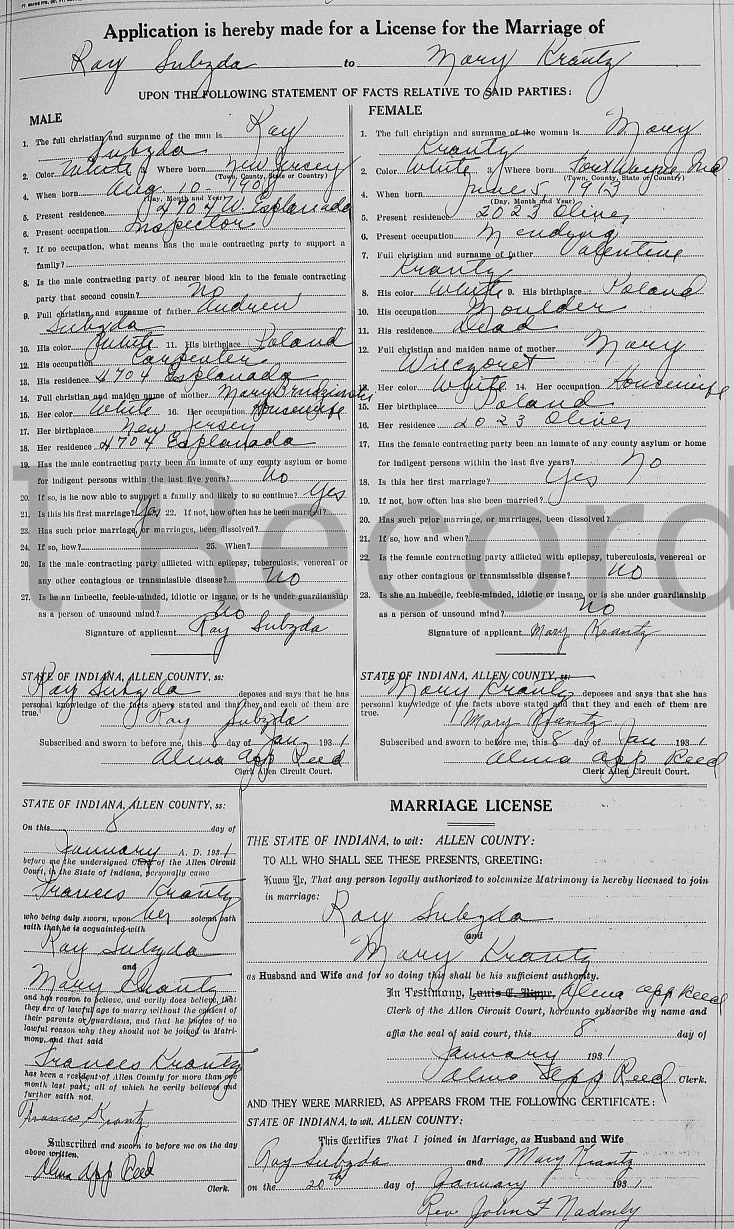 Application is hereby made for a License for the Marriage of
Ray Subzda to Mary Krantz
UPON THE FOLLOWING STATEMENT OF FACTS RELATIVE TO SAID PARTIES:
MALE
1. The full christian and surname of the man is Ray
Subzda
2. Color White 3. Where born New Jersey
(Town, County, State or Country)
4. When born Aug 10 - 190
(Day, Month and Year)
5. Present residence 4704 W. Esplanada
6. Present occupation Inspector
7. If no occupation, what means has the male contracting party to support a
family?
8. Is the male contracting party of nearer blood kin to the female contracting
party that second cousin? No
9. Full christian and surname of father Andrew
Subzda
10. His color White 11. His birthplace Poland
12. His occupation Carpenter
13. His residence 4704 Esplanada
14. Full christian and maiden name of mother Mary Brudzinski
15. Her color White 16. Her occupation Housewife
17. Her birthplace New Jersey
18. Her residence 4704 Esplanada
19. Has the male contracting party been an inmate of any county asylum or home
for indigent persons within the last five years? No
20. If so, is he now able to support a family and likely to so continue? Yes
21. Is this his first marriage? Yes 22. If not, how often has he been married?
23. Has such prior marriage, or marriages, been dissolved?
24. If so, how? 25. When?
26. Is the male contracting party afflicted with epilepsy, tuberculosis, venereal or
any other contagious or transmissible disease? No
27. Is he an imbecile, feeble-minded, idiotic or insane, or is he under guardianship
as a person of unsound mind? No
Signature of applicant Ray Subzda
STATE OF INDIANA, ALLEN COUNTY, ss:
Ray Subzda deposes and says that he has
personal knowledge of the facts above stated and that they and each of them are
true. Ray Subzda
Subscribed and sworn to before me, this 8 day of Jan 1931
Alma App Reed
Clerk Allen Circuit Court.
FEMALE
1. The full christian and surname of the woman is Mary
Krantz
2. Color White 3. Where born Fort Wayne, Ind
(Town, County, State or Country)
4. When born June 5 1913
(Day, Month and Year)
5. Present residence 2023 Olive
6. Present occupation Mending
7. Full christian and surname of father Valentine
Krantz
8. His color White 9. His birthplace Poland
10. His occupation Moulder
11. His residence Dead
12. Full christian and maiden name of mother Mary
Wieczoret
13. Her color White 14. Her occupation Housewife
15. Her birthplace Poland
16. Her residence 2023 Olive
17. Has the female contracting party been an inmate of any county asylum or home
for indigent persons within the last five years? No
18. Is this her first marriage? Yes
19. If not, how often has she been married?
20. Has such prior marriage, or marriages, been dissolved?
21. If so, how and when?
22. Is the female contracting party afflicted with epilepsy, tuberculosis, venereal or
any other contagious or transmissible disease? No
23. Is she an imbecile, feeble-minded, idiotic or insane, or is she under guardianship
as a person of unsound mind? No
Signature of applicant Mary Krantz
STATE OF INDIANA, ALLEN COUNTY, ss:
Mary Krantz deposes and says that she has
personal knowledge of the facts above stated and that they and each of them are
true. Mary Krantz
Subscribed and sworn to before me, this 8 day of Jan 1931
Alma App Reed
Clerk Allen Circuit Court.
l Record
STATE OF INDIANA, ALLEN COUNTY, ss:
On this 8 day of
January A. D. 1931
before me the undersigned Clerk of the Allen Circuit
Court, in the State of Indiana, personally came
Frances Krantz
who being duly sworn, upon her solemn oath
saith that he is acquainted with
Ray Subzda
and
Mary Krantz
and has reason to believe, and verily does believe, that
they are of lawful age to marry without the consent of
their parents or guardians, and that he knows of no
lawful reason why they should not be joined in Matri-
mony, and that said
Frances Krantz
has been a resident of Allen County for more than one
month last past; all of which he verily believes and
further saith not.
Frances Krantz
Subscribed and sworn to before me on the day
above written.
Alma App Reed
Clerk.
MARRIAGE LICENSE
THE STATE OF INDIANA, to wit: ALLEN COUNTY:
TO ALL WHO SHALL SEE THESE PRESENTS, GREETING:
Know Ye, That any person legally authorized to solemnize Matrimony is hereby licensed to join
in marriage:
Ray Subzda
and
Mary Krantz
as Husband and Wife and for so doing this shall be his sufficient authority.
In Testimony, Alma App Reed
Clerk of the Allen Circuit Court, hereunto subscribe my name and
affix the seal of said court, this 8 day of
January 1931
Alma App Reed Clerk.
AND THEY WERE MARRIED, AS APPEARS FROM THE FOLLOWING CERTIFICATE:
STATE OF INDIANA, to wit, ALLEN COUNTY:
This Certifies That I joined in Marriage, as Husband and Wife
Ray Subzda and Mary Krantz
on the 20th day of January 1931
Rev. John F Nadolny